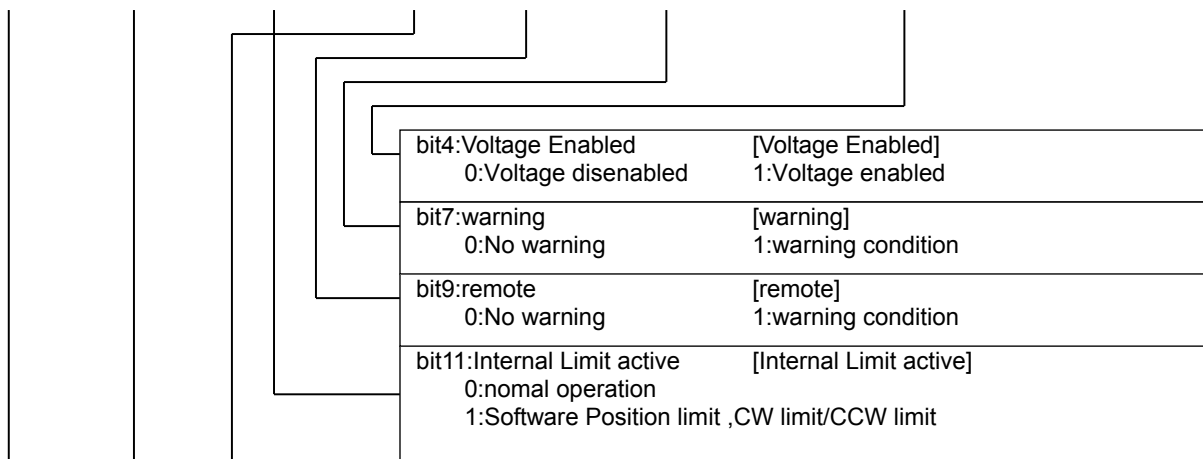 bit4:Voltage Enabled [Voltage Enabled]
0:Voltage disenabled 1:Voltage enabled
bit7:warning [warning]
0:No warning 1:warning condition
bit9:remote [remote]
0:No warning 1:warning condition
bit11:Internal Limit active [Internal Limit active]
0:nomal operation
1:Software Position limit ,CW limit/CCW limit